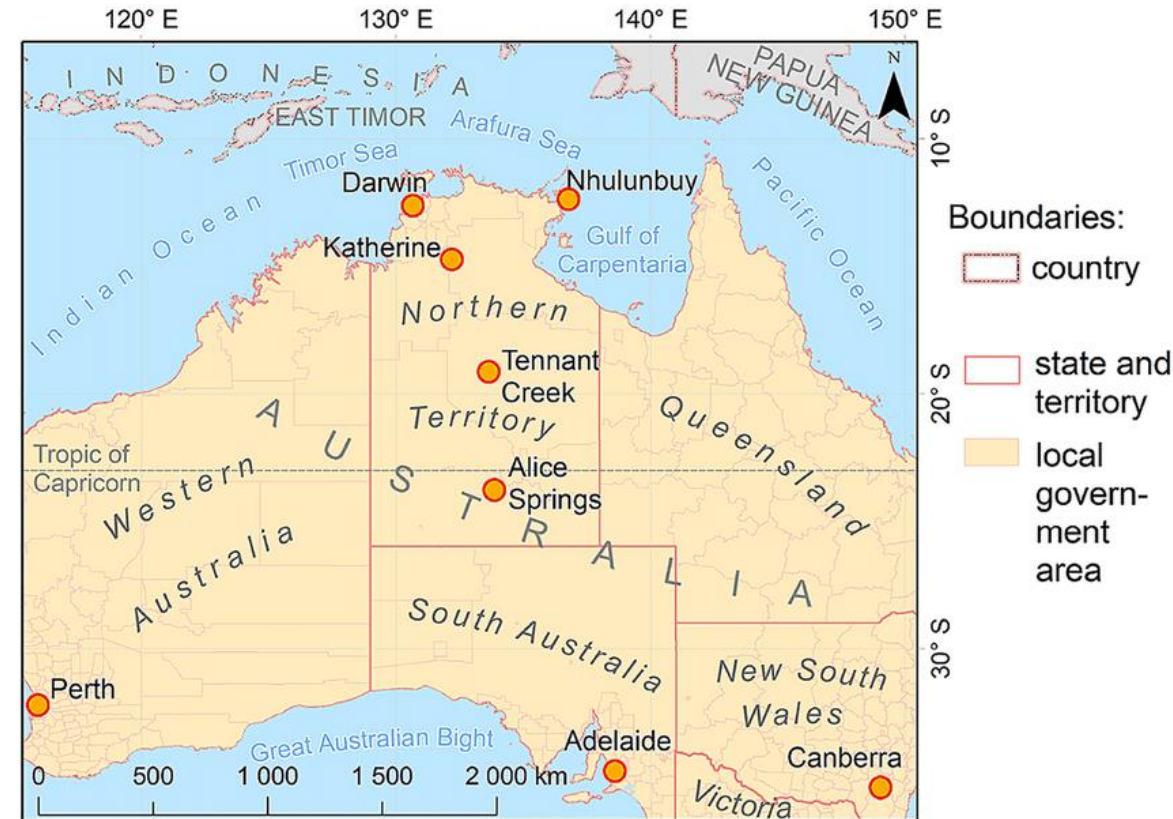 120° E 130° E 140° E 150° E
INDONESIA
EAST TIMOR
PAPUA
NEW GUINEA
N
10° S
Arafura Sea
Timor Sea
Indian Ocean
Pacific Ocean
Darwin
Nhulunbuy
Katherine
Gulf of
Carpentaria
Northern
Territory
Tennant
Creek
20° S
AUSTRALIA
Queensland
Tropic of
Capricorn
Western
Australia
Alice
Springs
South Australia
30° S
New South
Wales
Perth
Great Australian Bight
Adelaide
Canberra
Victoria
0 500 1 000 1 500 2 000 km
Boundaries:
country
state and
territory
local
govern-
ment
area